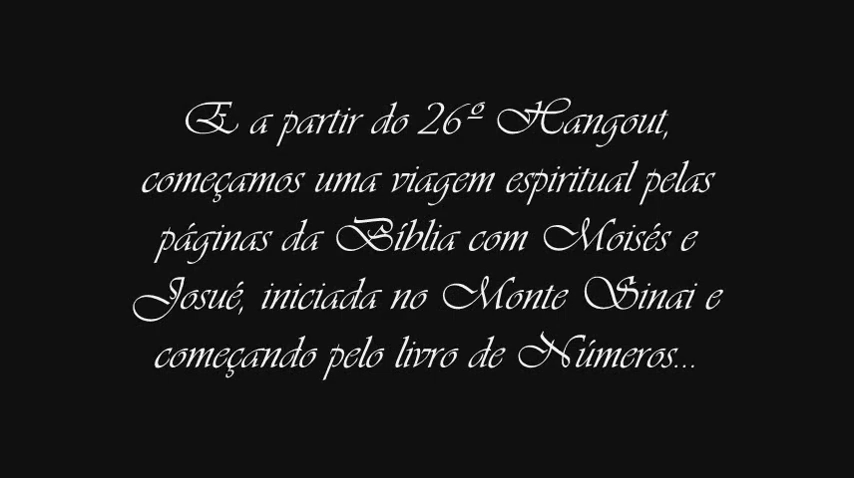 E a partir do 26º Hangout,
começamos uma viagem espiritual pelas
páginas da Bíblia com Moisés e
Josué, iniciada no Monte Sinai e
começando pelo livro de Números...